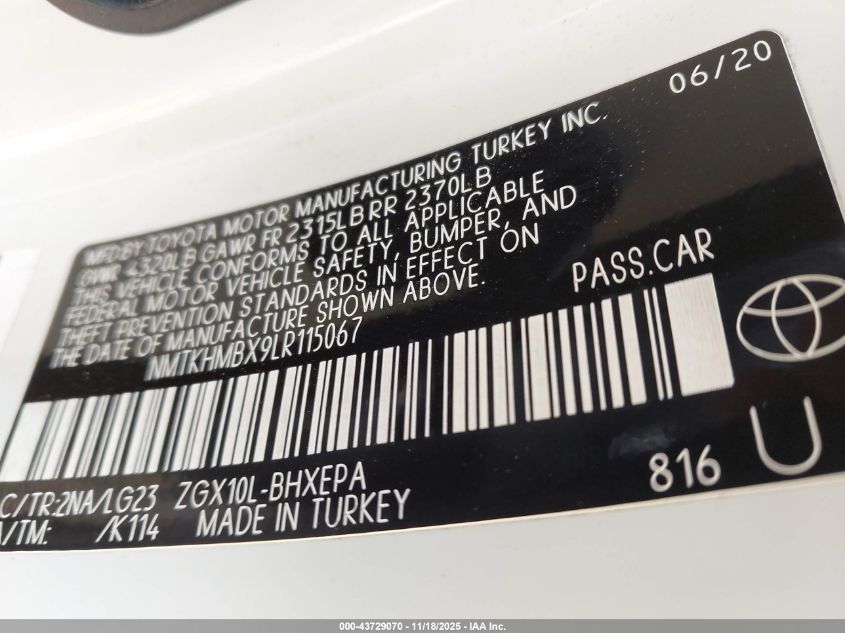 06/20
MFD.BY:TOYOTA MOTOR MANUFACTURING TURKEY INC.
GVWR 4320LB GAWR FR 2315LB RR 2370LB
THIS VEHICLE CONFORMS TO ALL APPLICABLE
FEDERAL MOTOR VEHICLE SAFETY, BUMPER, AND
THEFT PREVENTION STANDARDS IN EFFECT ON
THE DATE OF MANUFACTURE SHOWN ABOVE.
NMTKHMBX9LR115067
PASS.CAR
C/TR:2NA/LG23 ZGX10L-BHXEPA
A/TM: /K114 MADE IN TURKEY
816 U
000-43729070 - 11/18/2025 - IAA Inc.